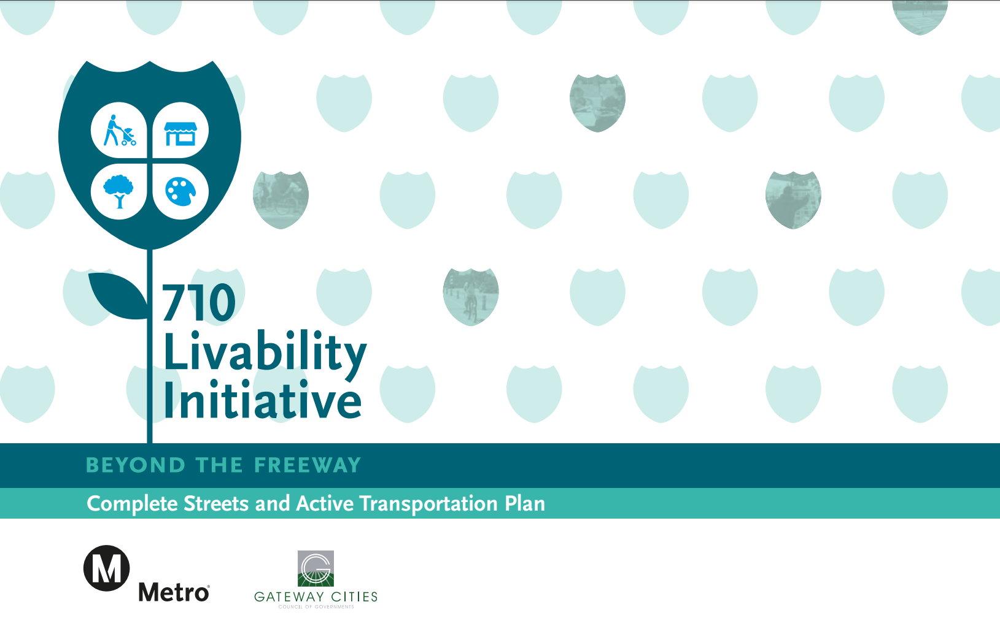 710
Livability
Initiative
BEYOND THE FREEWAY
Complete Streets and Active Transportation Plan
M
Metro®
G
GATEWAY CITIES
COUNCIL OF GOVERNMENTS